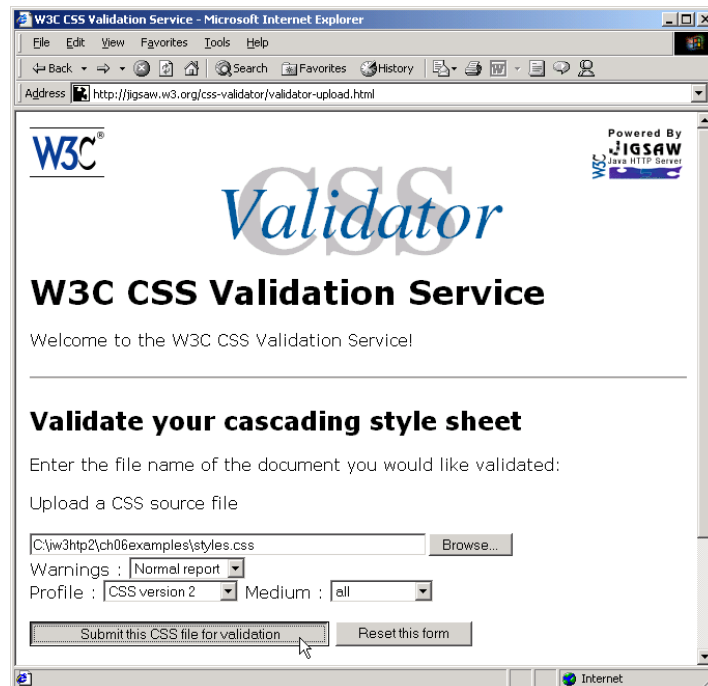 W3C CSS Validation Service - Microsoft Internet Explorer
File Edit View Favorites Tools Help
Back Search Favorites History
Address http://jigsaw.w3.org/css-validator/validator-upload.html
W3C®
Powered By
JIGSAW
Java HTTP Server
W3C
CSS
Validator
W3C CSS Validation Service
Welcome to the W3C CSS Validation Service!
Validate your cascading style sheet
Enter the file name of the document you would like validated:
Upload a CSS source file
C:\iw3htp2\ch06examples\styles.css Browse...
Warnings : Normal report
Profile : CSS version 2 Medium : all
Submit this CSS file for validation Reset this form
Internet